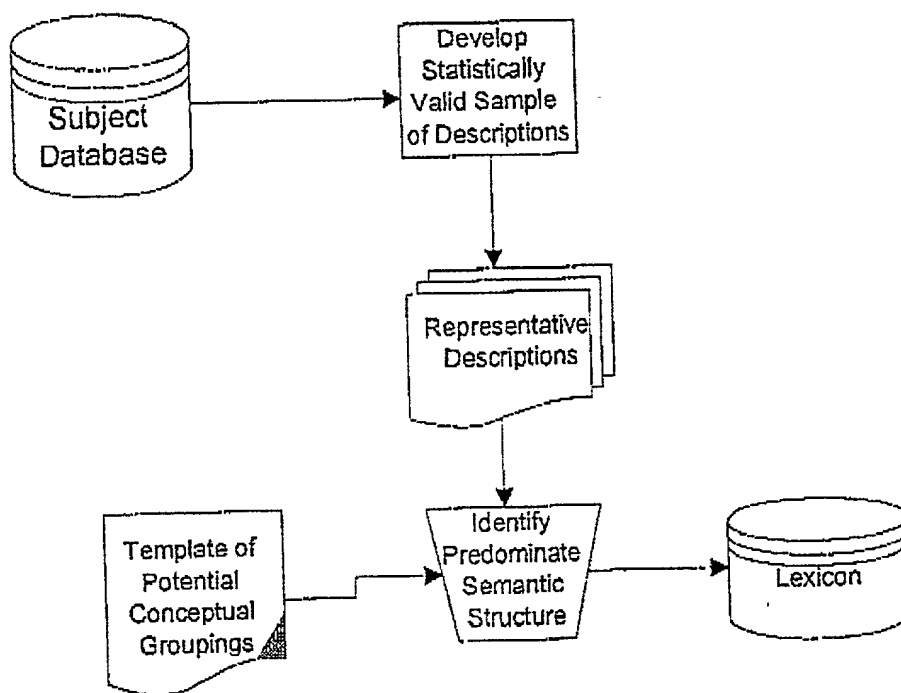 Subject
Database
Develop
Statistically
Valid Sample
of Descriptions
Representative
Descriptions
Template of
Potential
Conceptual
Groupings
Identify
Predominate
Semantic
Structure
Lexicon